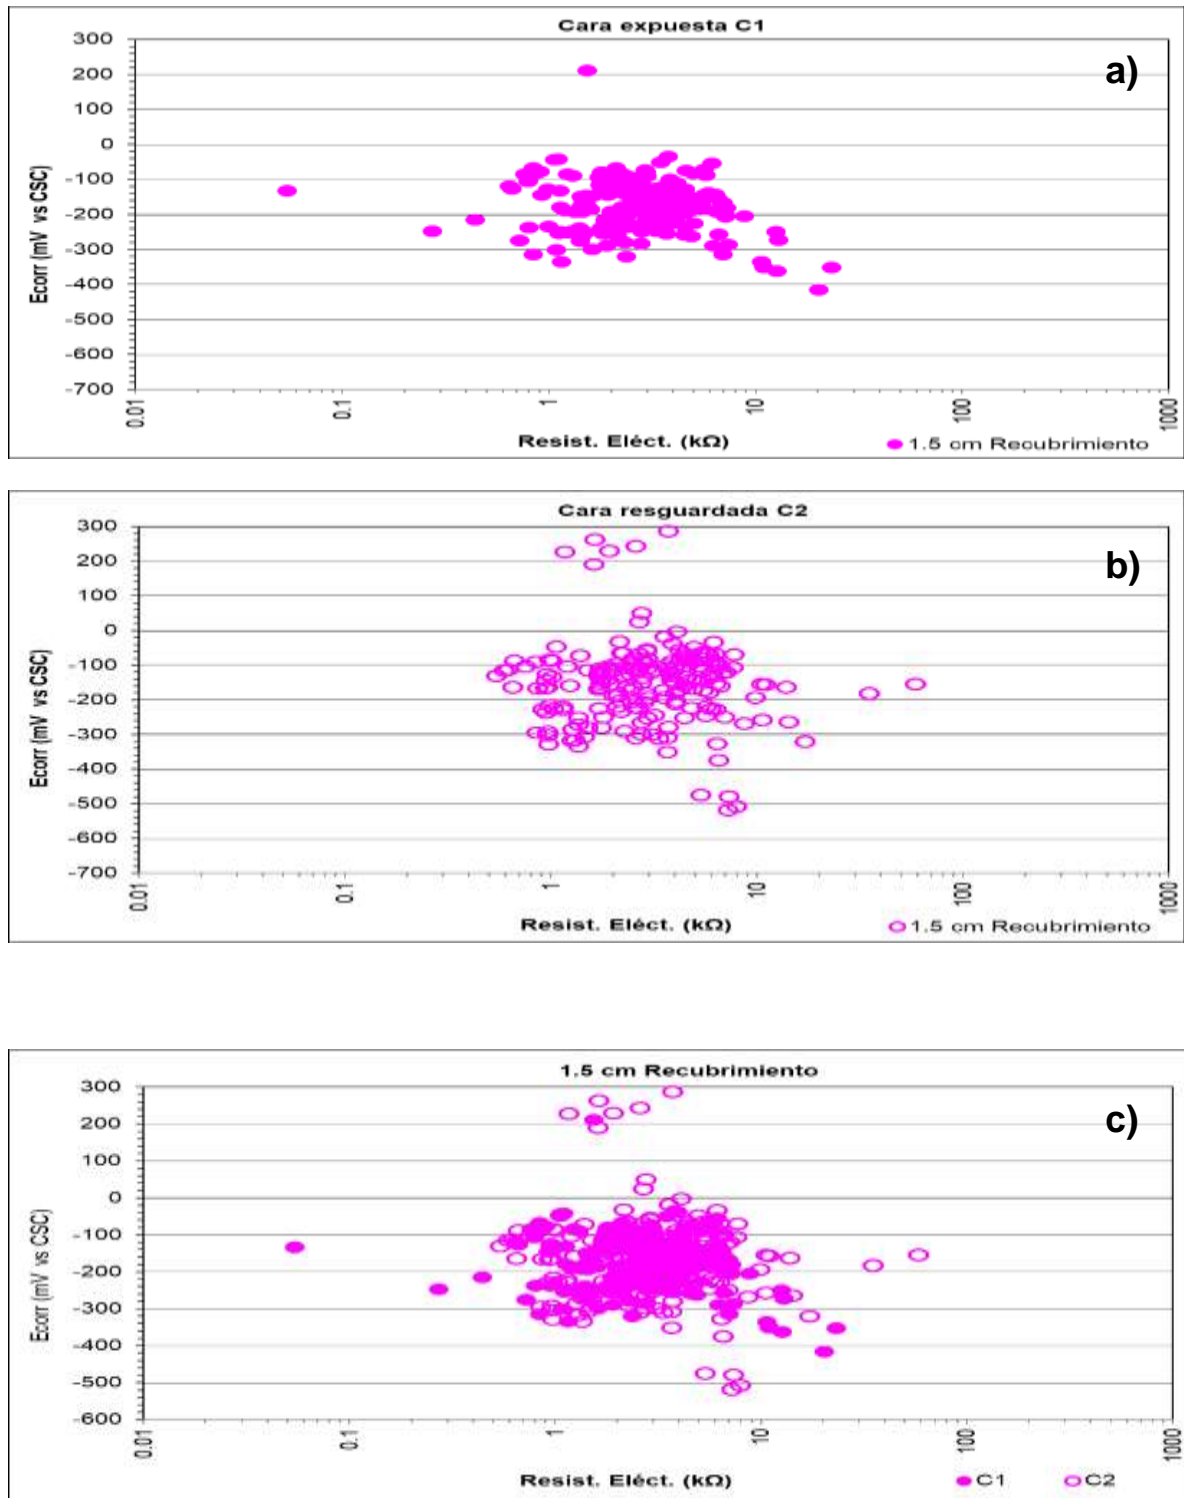 Cara expuesta C1
a)
300
200
100
0
-100
-200
-300
-400
-500
-600
-700
Ecorr (mV vs CSC)
0.01 0.1 1 10 100 1000
Resist. Eléct. (kΩ)
1.5 cm Recubrimiento
Cara resguardada C2
b)
300
200
100
0
-100
-200
-300
-400
-500
-600
-700
Ecorr (mV vs CSC)
0.01 0.1 1 10 100 1000
Resist. Eléct. (kΩ)
1.5 cm Recubrimiento
1.5 cm Recubrimiento
c)
300
200
100
0
-100
-200
-300
-400
-500
-600
Ecorr (mV vs CSC)
0.01 0.1 1 10 100 1000
Resist. Eléct. (kΩ)
C1 C2